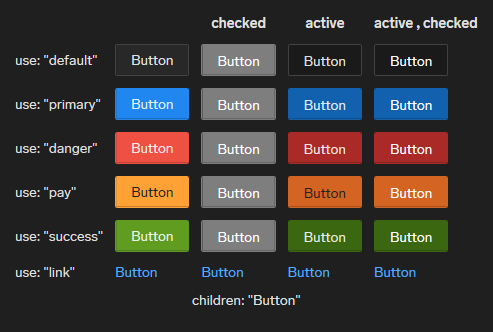 checked active active , checked
use: "default" Button Button Button Button
use: "primary" Button Button Button Button
use: "danger" Button Button Button Button
use: "pay" Button Button Button Button
use: "success" Button Button Button Button
use: "link" Button Button Button Button
children: "Button"